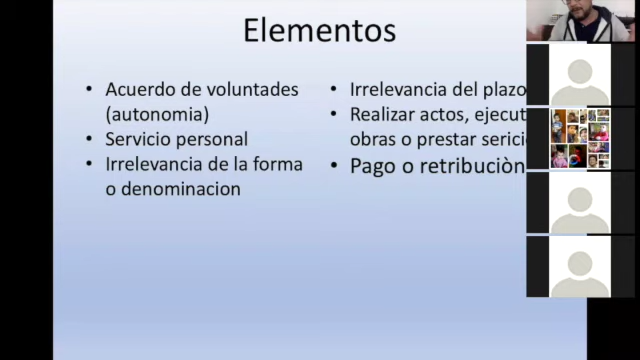 Elementos
• Acuerdo de voluntades
(autonomia)
• Servicio personal
• Irrelevancia de la forma
o denominacion
• Irrelevancia del plazo
• Realizar actos, ejecut
obras o prestar serici
• Pago o retribuciòn